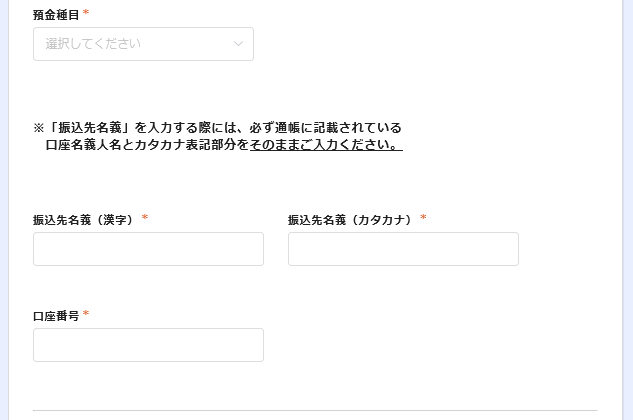 預金種目 *
選択してください
※「振込先名義」を入力する際には、必ず通帳に記載されている
口座名義人名とカタカナ表記部分をそのままご入力ください。
振込先名義（漢字） * 振込先名義（カタカナ） *
口座番号 *